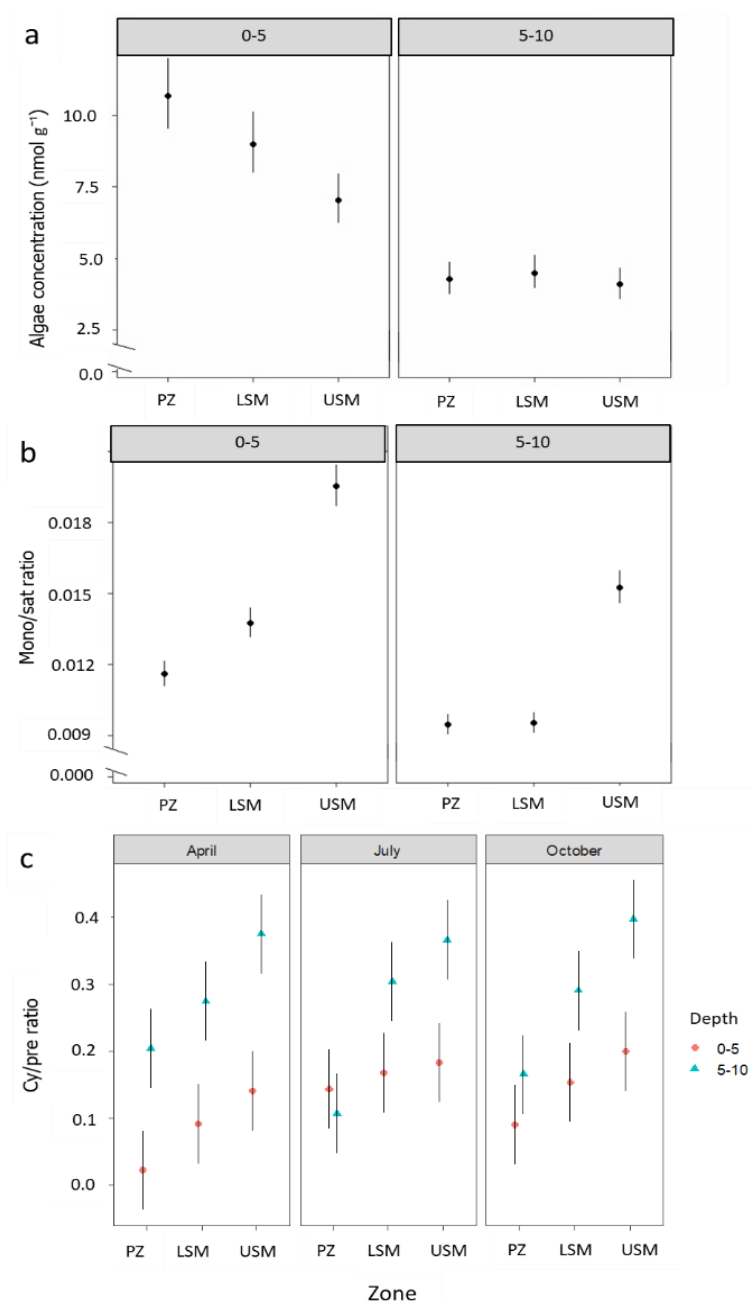 a
0-5 5-10
Algae concentration (nmol g⁻¹)
10.0
7.5
5.0
2.5
0.0
PZ LSM USM PZ LSM USM
b
0-5 5-10
Mono/sat ratio
0.018
0.015
0.012
0.009
0.000
PZ LSM USM PZ LSM USM
c
April July October
Cy/pre ratio
0.4
0.3
0.2
0.1
0.0
Depth
0-5
5-10
PZ LSM USM PZ LSM USM PZ LSM USM
Zone